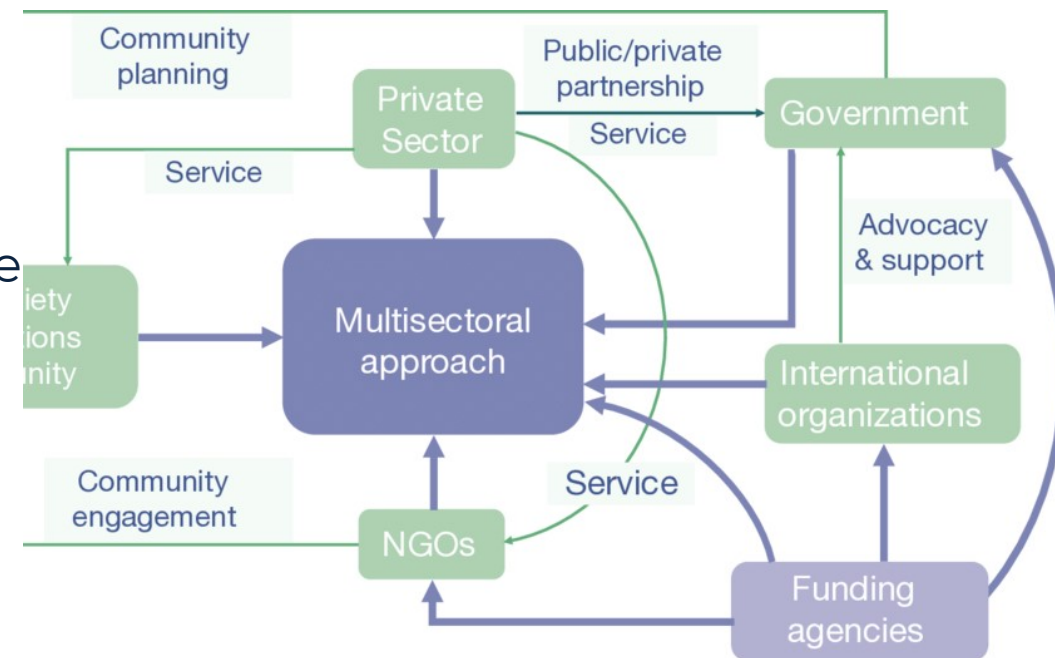 Community
planning
Public/private
partnership
Private
Sector
Government
Service
Service
Advocacy
& support
Multisectoral
approach
International
organizations
Community
engagement
Service
NGOs
Funding
agencies